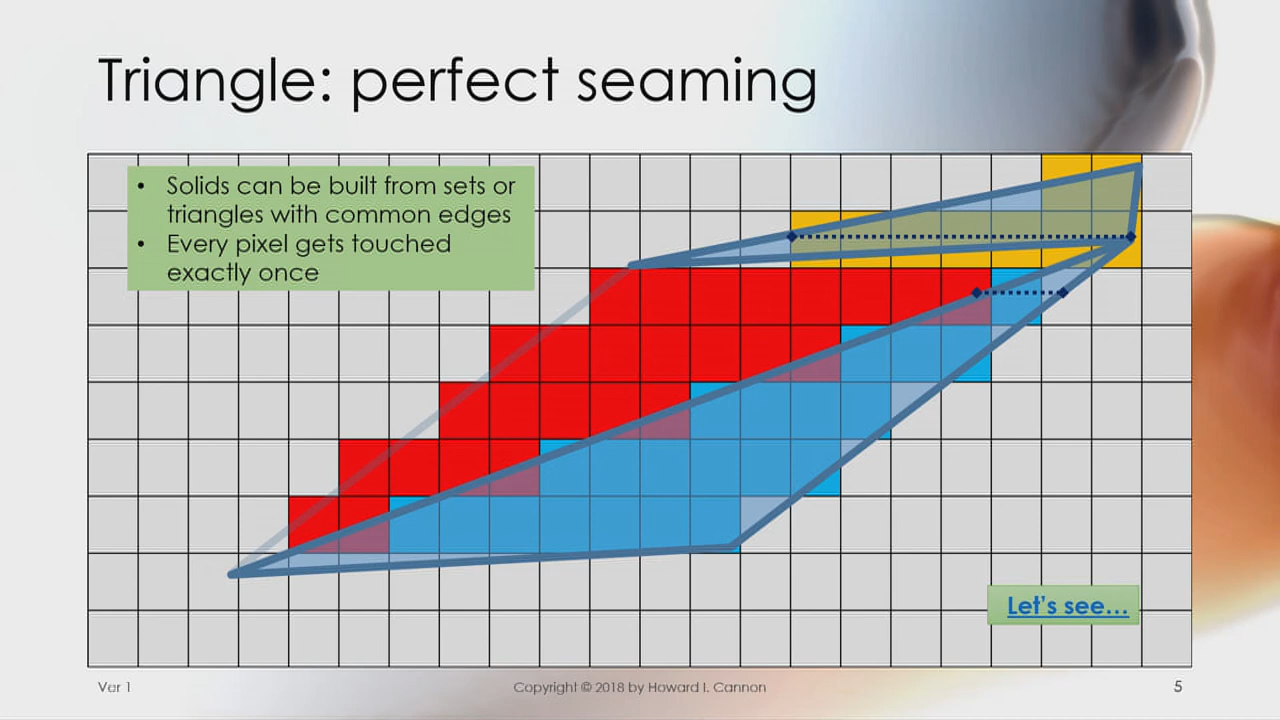 Triangle: perfect seaming
• Solids can be built from sets or
triangles with common edges
• Every pixel gets touched
exactly once
Let's see...
Ver 1
Copyright © 2018 by Howard I. Cannon
5